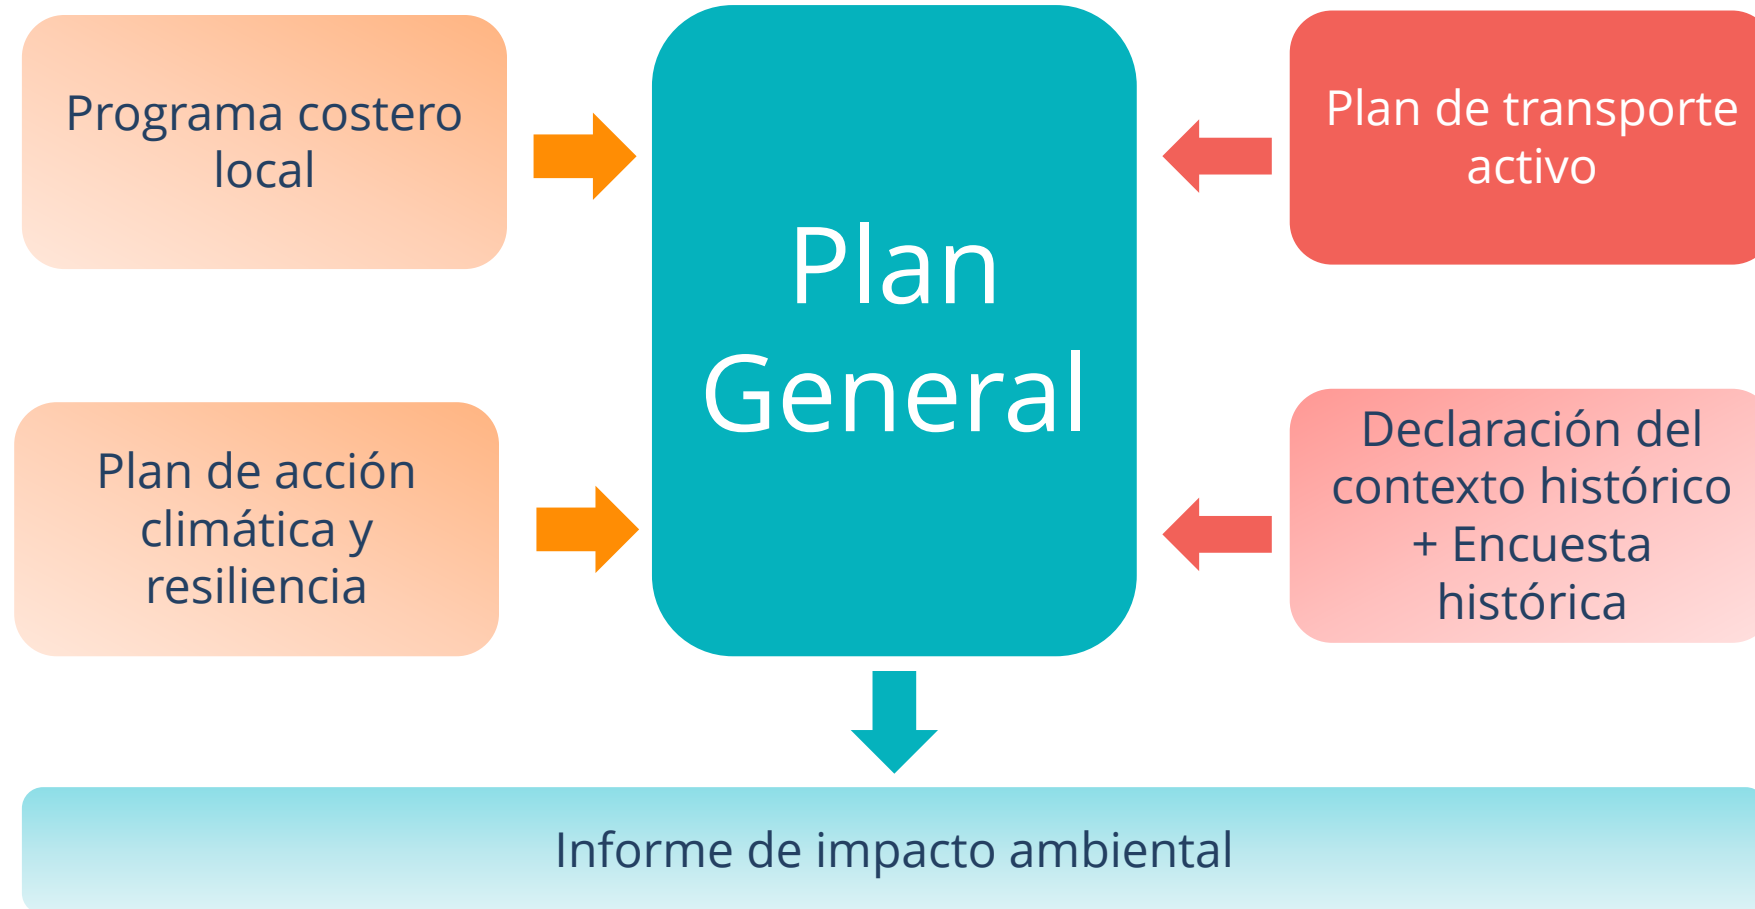 Programa costero
local
Plan de acción
climática y
resiliencia
Plan
General
Plan de transporte
activo
Declaración del
contexto histórico
+ Encuesta
histórica
Informe de impacto ambiental